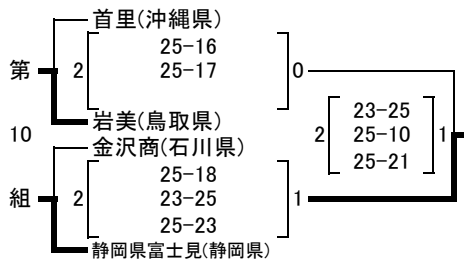 首里(沖縄県)
25-16
第 2 25-17 0
岩美(鳥取県)
23-25
2 25-10 1
25-21
10
金沢商(石川県)
25-18
組 2 23-25 1
25-23
静岡県富士見(静岡県)